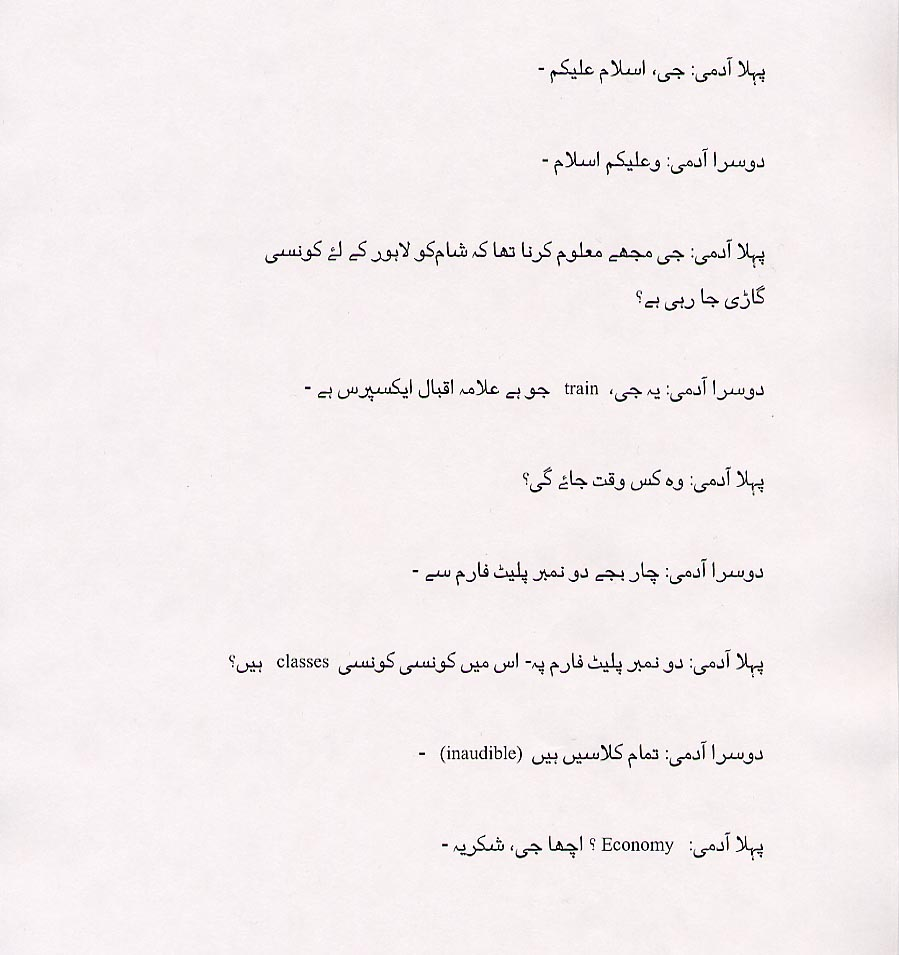 پہلا آدمی: جی، اسلام علیکم -
دوسرا آدمی: وعلیکم اسلام -
پہلا آدمی: جی مجھے معلوم کرنا تھا کہ شام‌کو لاہور کے لئے کونسی
گاڑی جا رہی ہے؟
دوسرا آدمی: یہ جی، train جو ہے علامہ اقبال ایکسپرس ہے -
پہلا آدمی: وہ کس وقت جائے گی؟
دوسرا آدمی: چار بجے دو نمبر پلیٹ فارم سے -
پہلا آدمی: دو نمبر پلیٹ فارم پہ- اس میں کونسی کونسی classes ہیں؟
دوسرا آدمی: تمام کلاسیں ہیں (inaudible) -
پہلا آدمی: Economy ؟ اچھا جی، شکریہ -